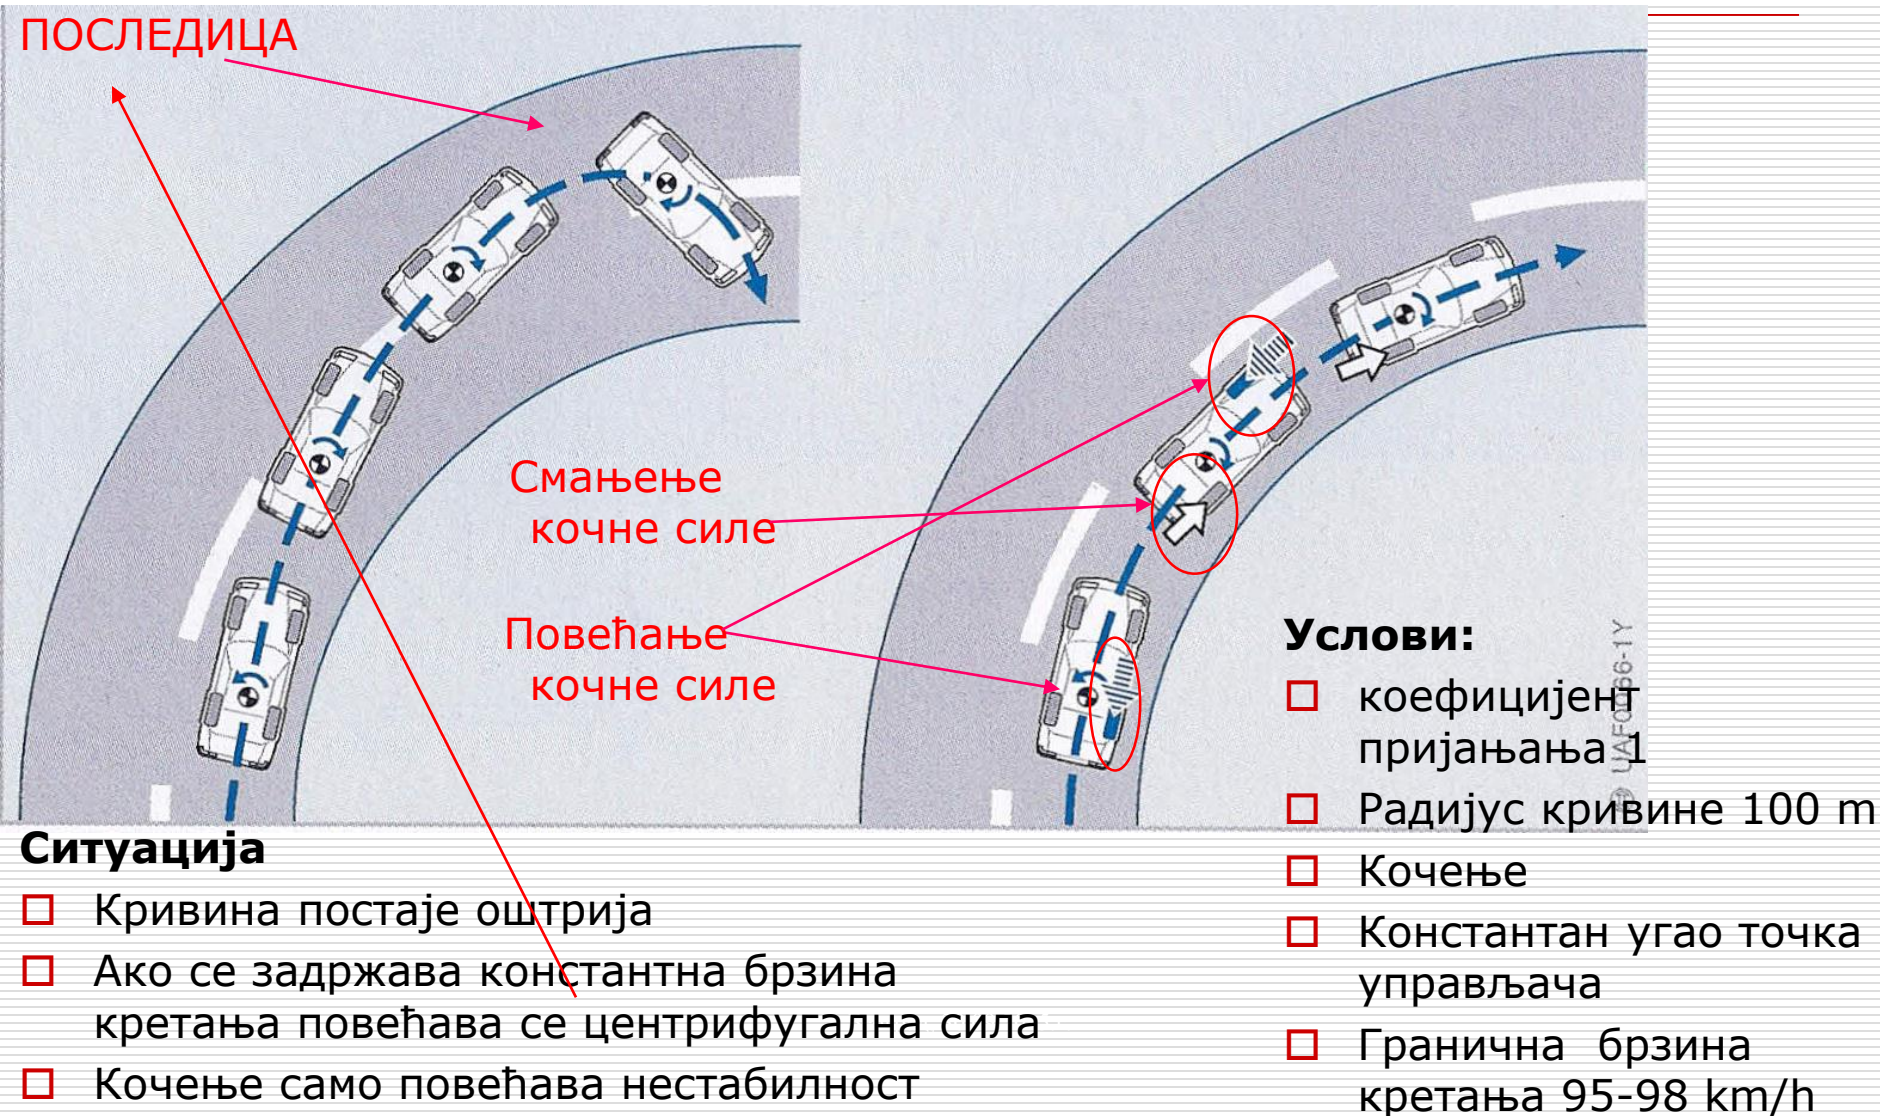 ПОСЛЕДИЦА
Смањење
кочне силе
Повећање
кочне силе
Ситуација
Кривина постаје оштрија
Ако се задржава константна брзина
кретања повећава се центрифугална сила
Кочење само повећава нестабилност
Услови:
коефицијент
пријањања 1
Радијус кривине 100 m
Кочење
Константан угао точка
управљача
Гранична брзина
кретања 95-98 km/h
UAF0066-1Y